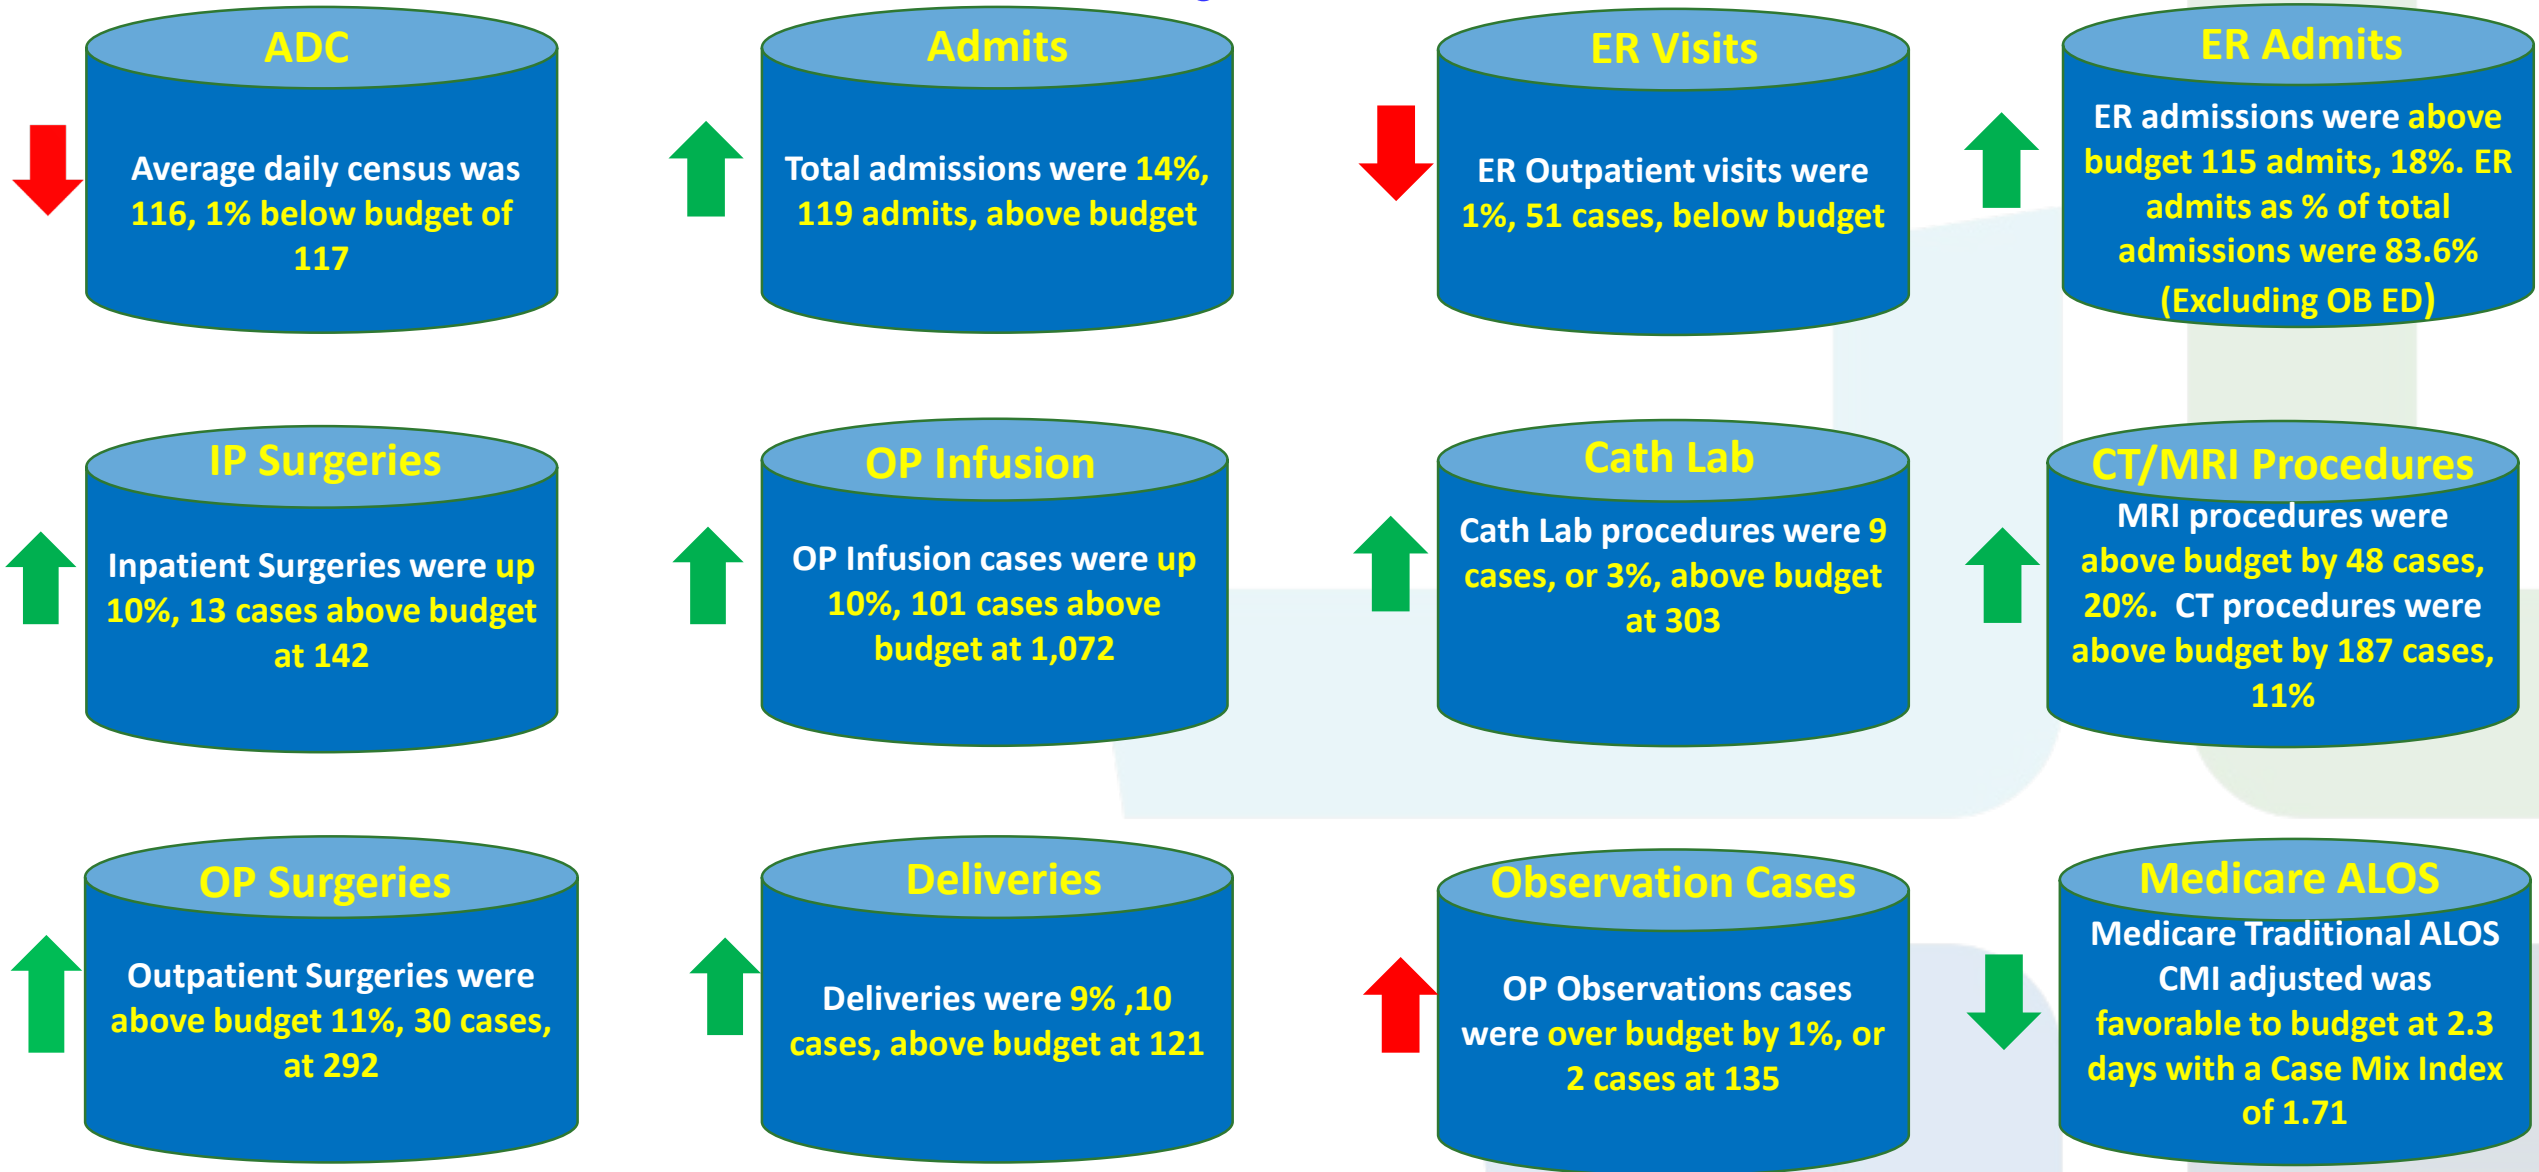 ADC
Average daily census was
116, 1% below budget of
117
Admits
Total admissions were 14%,
119 admits, above budget
ER Visits
ER Outpatient visits were
1%, 51 cases, below budget
ER Admits
ER admissions were above
budget 115 admits, 18%. ER
admits as % of total
admissions were 83.6%
(Excluding OB ED)
IP Surgeries
Inpatient Surgeries were up
10%, 13 cases above budget
at 142
OP Infusion
OP Infusion cases were up
10%, 101 cases above
budget at 1,072
Cath Lab
Cath Lab procedures were 9
cases, or 3%, above budget
at 303
CT/MRI Procedures
MRI procedures were
above budget by 48 cases,
20%. CT procedures were
above budget by 187 cases,
11%
OP Surgeries
Outpatient Surgeries were
above budget 11%, 30 cases,
at 292
Deliveries
Deliveries were 9% ,10
cases, above budget at 121
Observation Cases
OP Observations cases
were over budget by 1%, or
2 cases at 135
Medicare ALOS
Medicare Traditional ALOS
CMI adjusted was
favorable to budget at 2.3
days with a Case Mix Index
of 1.71